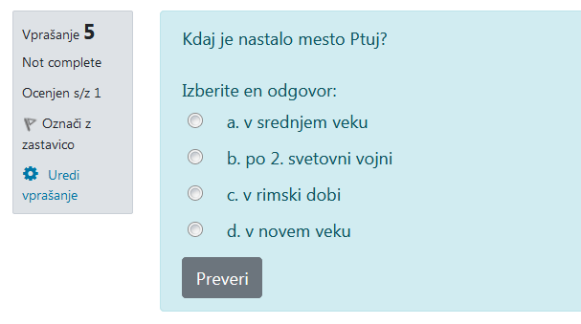 Vprašanje 5
Not complete
Ocenjen s/z 1
Označi z
zastavico
Uredi
vprašanje
Kdaj je nastalo mesto Ptuj?
Izberite en odgovor:
a. v srednjem veku
b. po 2. svetovni vojni
c. v rimski dobi
d. v novem veku
Preveri